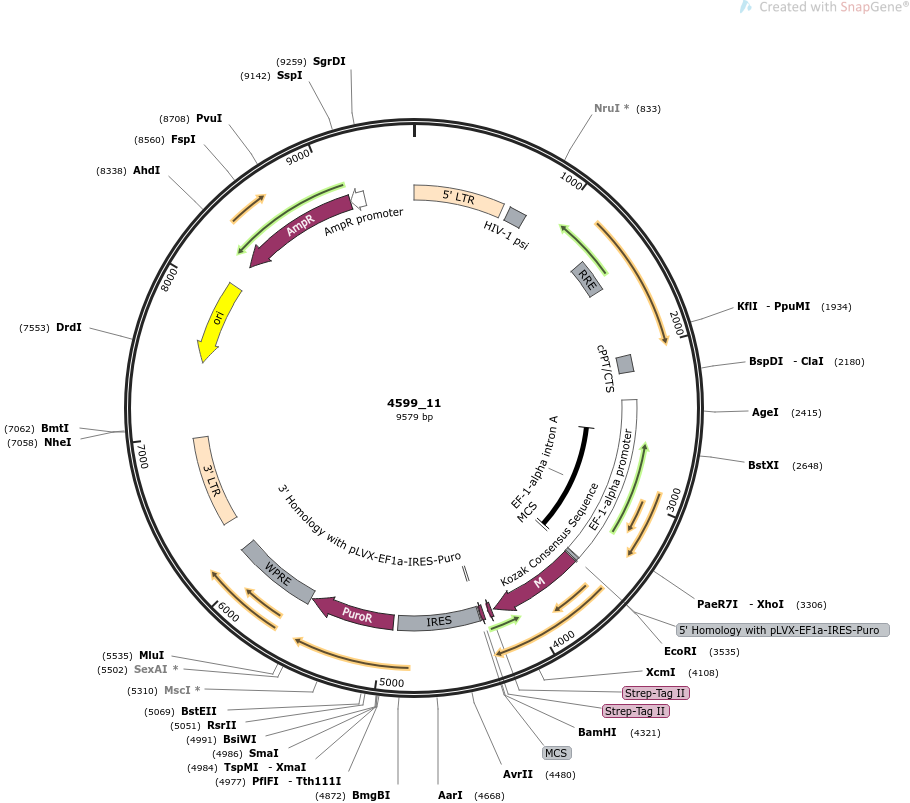 Created with SnapGene®
(9259) SgrDI
(9142) SspI
NruI * (833)
(8708) PvuI
(8560) FspI
(8338) AhdI
9000
1000
5' LTR
HIV-1 psi
AmpR promoter
AmpR
RRE
8000
ori
KflI - PpuMI (1934)
2000
(7553) DrdI
cPPT/CTS
BspDI - ClaI (2180)
4599_11
9579 bp
AgeI (2415)
(7062) BmtI
(7058) NheI
7000
EF-1-alpha intron A
EF-1-alpha promoter
BstXI (2648)
3' LTR
MCS
3000
Kozak Consensus Sequence
3' Homology with pLVX-EF1a-IRES-Puro
WPRE
M
PuroR
IRES
6000
PaeR7I - XhoI (3306)
5' Homology with pLVX-EF1a-IRES-Puro
4000
EcoRI (3535)
(5535) MluI
(5502) SexAI *
(5310) MscI *
5000
XcmI (4108)
Strep-Tag II
Strep-Tag II
(5069) BstEII
(5051) RsrII
(4991) BsiWI
(4986) SmaI
(4984) TspMI - XmaI
(4977) PflFI - Tth111I
(4872) BmgBI
BamHI (4321)
MCS
AvrII (4480)
AarI (4668)